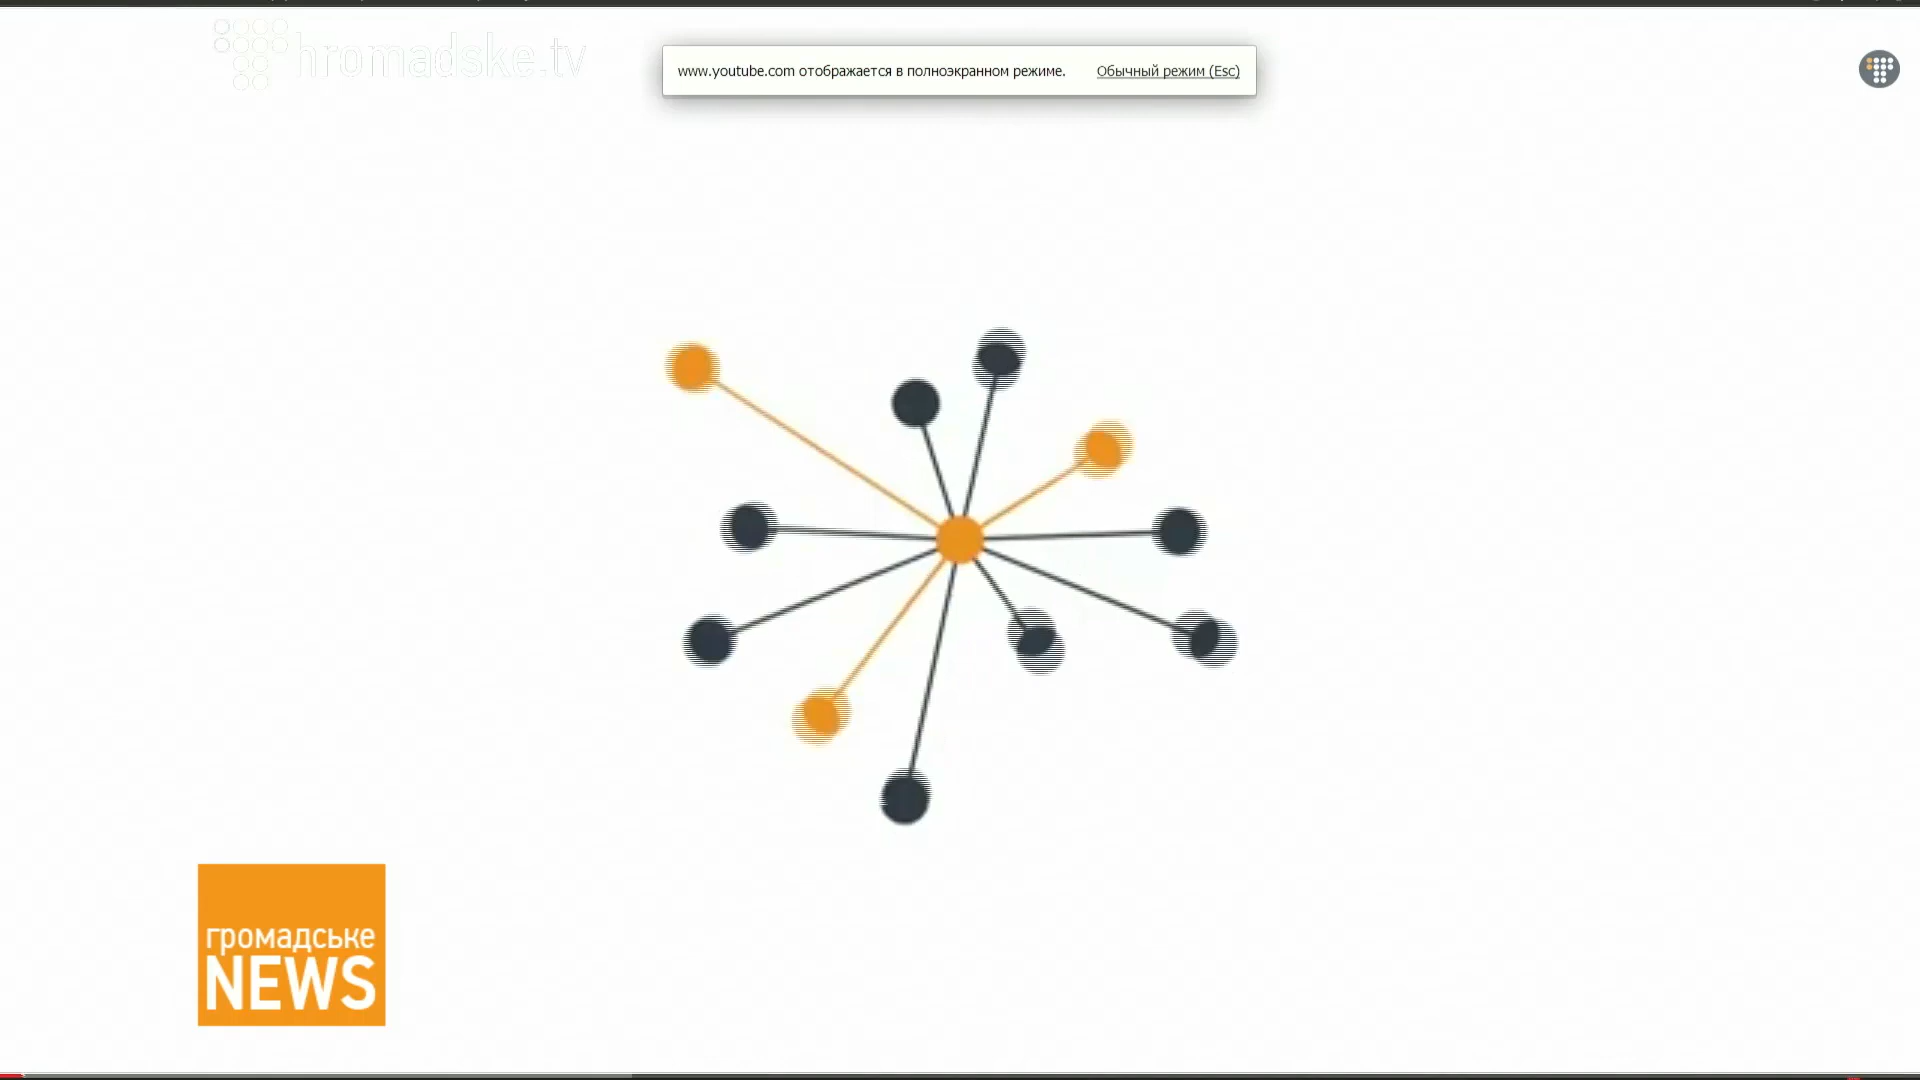 hromadske.tv
www.youtube.com отображается в полноэкранном режиме. Обычный режим (Esc)
громадське
NEWS